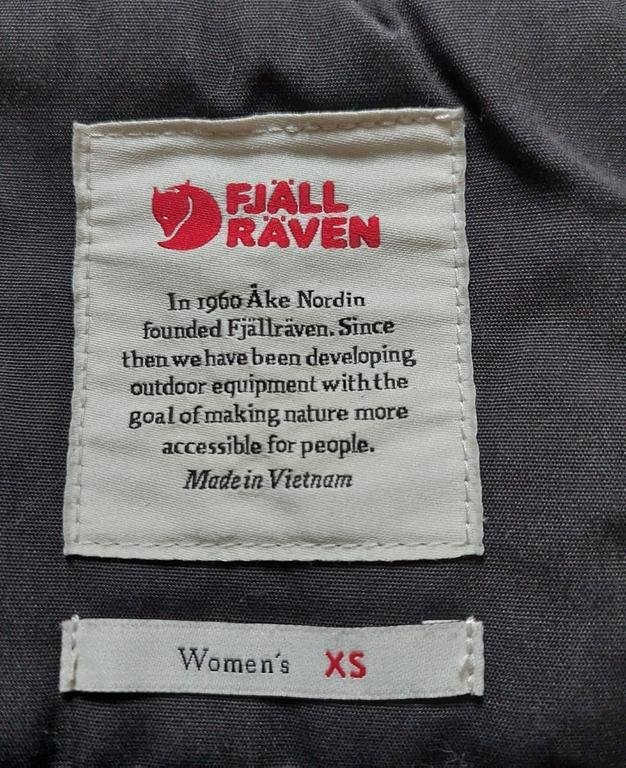 FJÄLL
RÄVEN
In 1960 Åke Nordin
founded Fjällräven. Since
then we have been developing
outdoor equipment with the
goal of making nature more
accessible for people.
Made in Vietnam
Women's XS